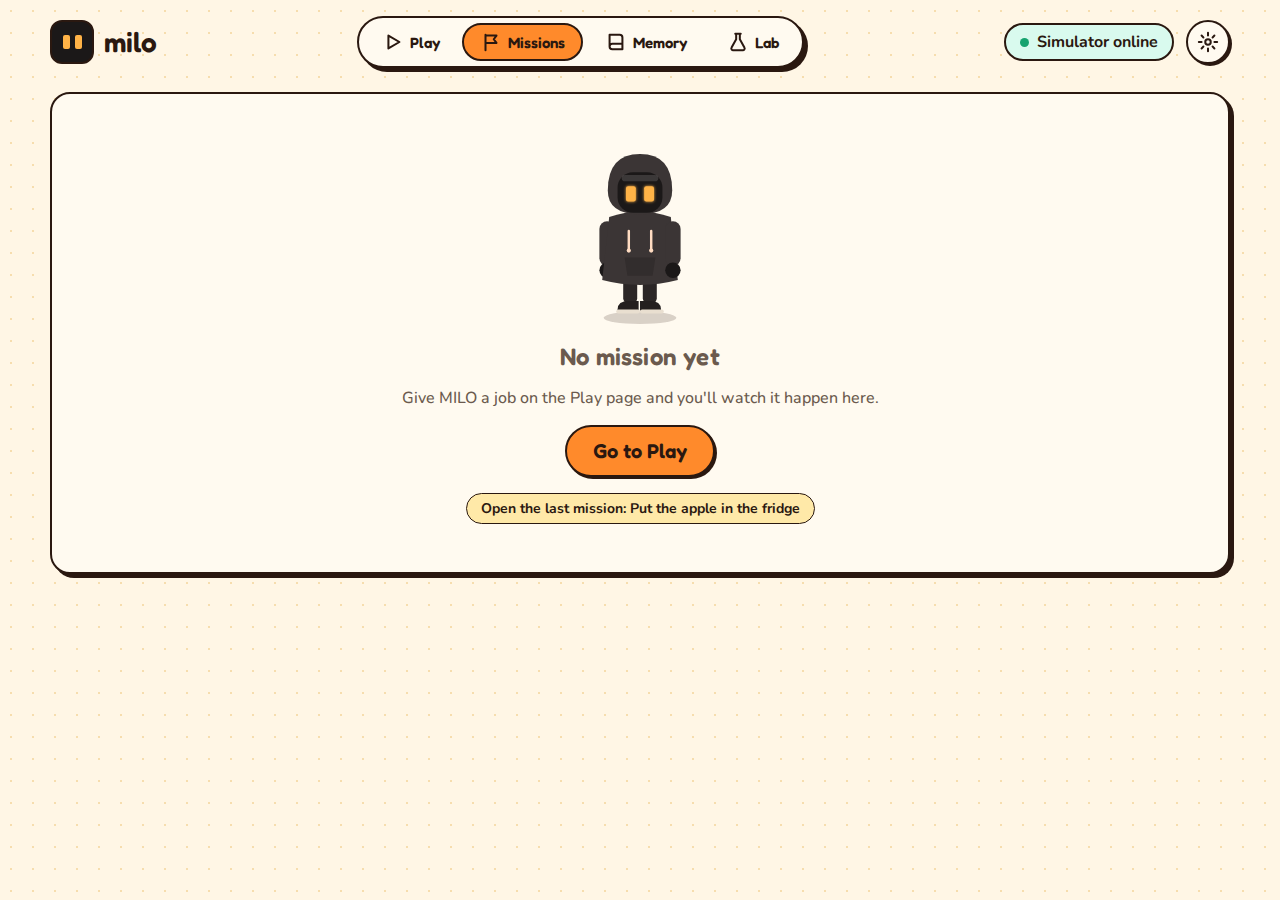 milo
Play
Missions
Memory
Lab
Simulator online
No mission yet
Give MILO a job on the Play page and you'll watch it happen here.
Go to Play
Open the last mission: Put the apple in the fridge